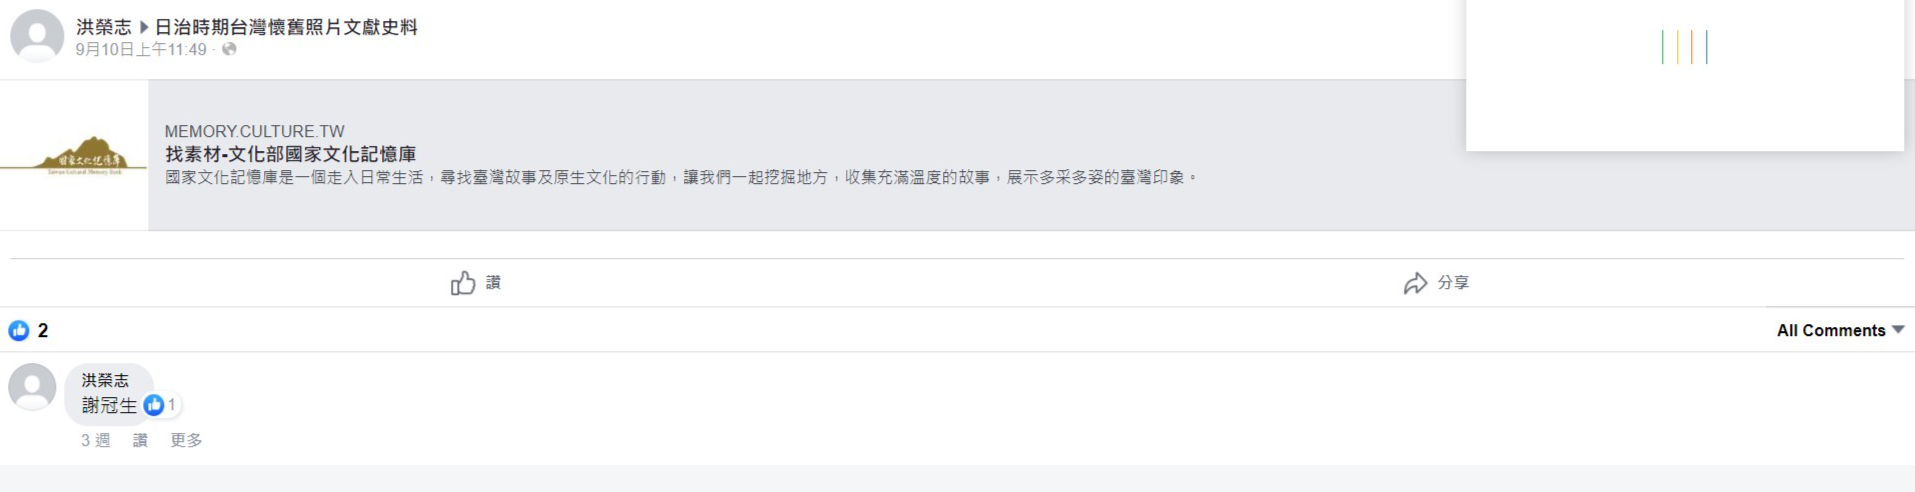 洪榮志 ▶ 日治時期台灣懷舊照片文獻史料
9月10日上午11:49 ·
國家文化記憶庫
Taiwan Cultural Memory Bank
MEMORY.CULTURE.TW
找素材-文化部國家文化記憶庫
國家文化記憶庫是一個走入日常生活，尋找臺灣故事及原生文化的行動，讓我們一起挖掘地方，收集充滿溫度的故事，展示多采多姿的臺灣印象。
讚 分享
2 All Comments
洪榮志
謝冠生 1
3 週 讚 更多